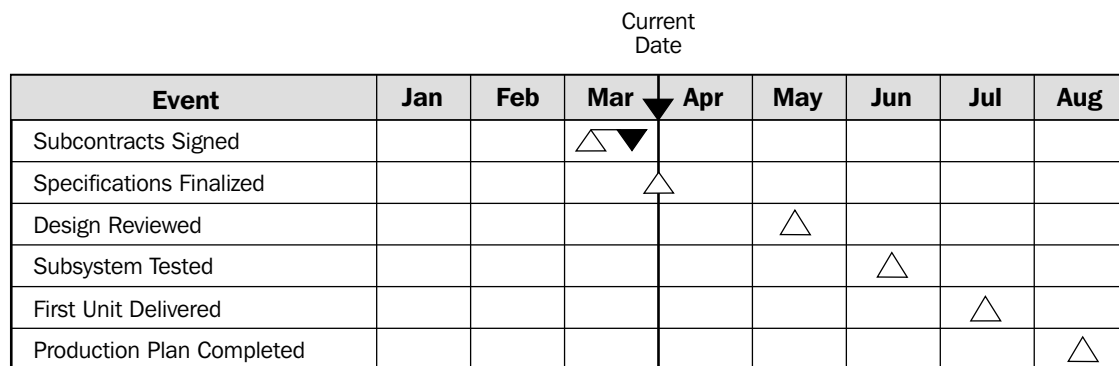 Current
Date
Event Jan Feb Mar Apr May Jun Jul Aug
Subcontracts Signed
Specifications Finalized
Design Reviewed
Subsystem Tested
First Unit Delivered
Production Plan Completed